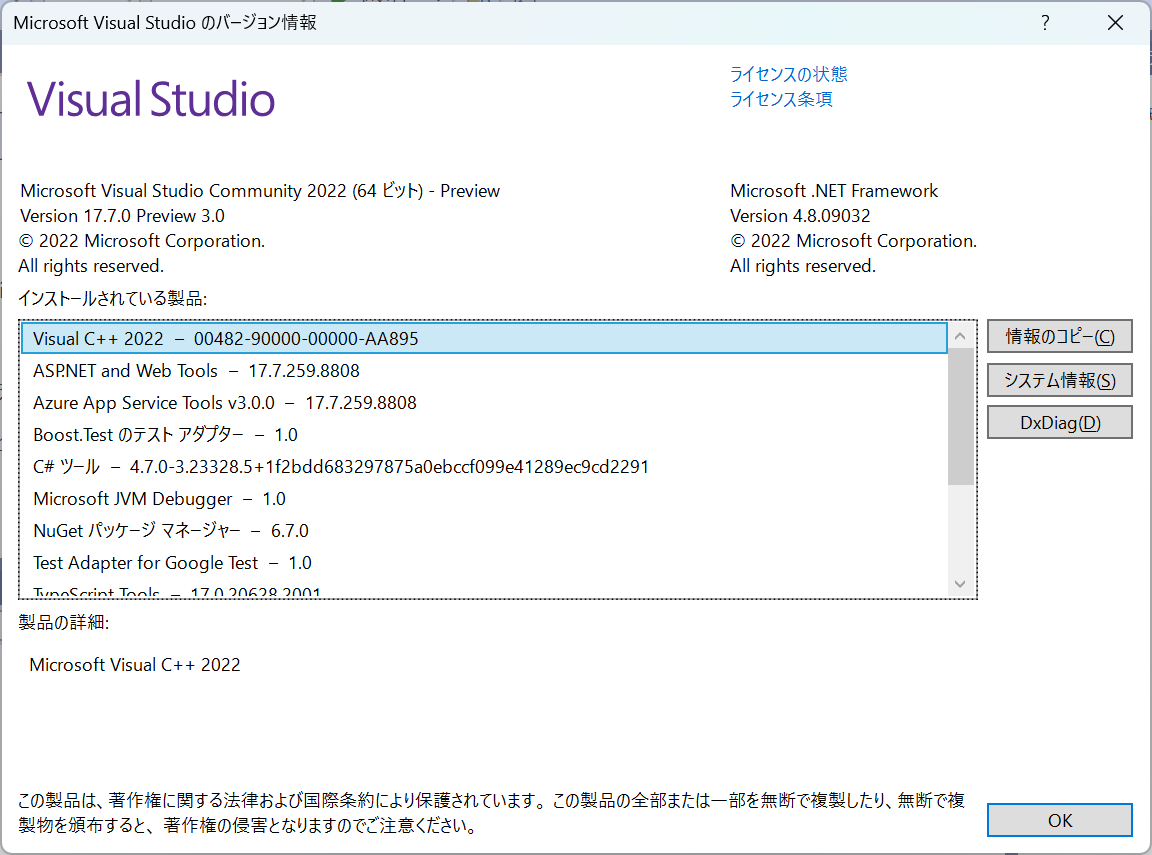 Microsoft Visual Studio のバージョン情報
?
Visual Studio
ライセンスの状態
ライセンス条項
Microsoft Visual Studio Community 2022 (64 ビット) - Preview
Version 17.7.0 Preview 3.0
© 2022 Microsoft Corporation.
All rights reserved.
Microsoft .NET Framework
Version 4.8.09032
© 2022 Microsoft Corporation.
All rights reserved.
インストールされている製品:
Visual C++ 2022 – 00482-90000-00000-AA895
ASP.NET and Web Tools – 17.7.259.8808
Azure App Service Tools v3.0.0 – 17.7.259.8808
Boost.Test のテスト アダプター – 1.0
C# ツール – 4.7.0-3.23328.5+1f2bdd683297875a0ebccf099e41289ec9cd2291
Microsoft JVM Debugger – 1.0
NuGet パッケージ マネージャー – 6.7.0
Test Adapter for Google Test – 1.0
TypeScript Tools – 17.0.20628.2001
情報のコピー(C)
システム情報(S)
DxDiag(D)
製品の詳細:
Microsoft Visual C++ 2022
この製品は、著作権に関する法律および国際条約により保護されています。この製品の全部または一部を無断で複製したり、無断で複
製物を頒布すると、著作権の侵害となりますのでご注意ください。
OK